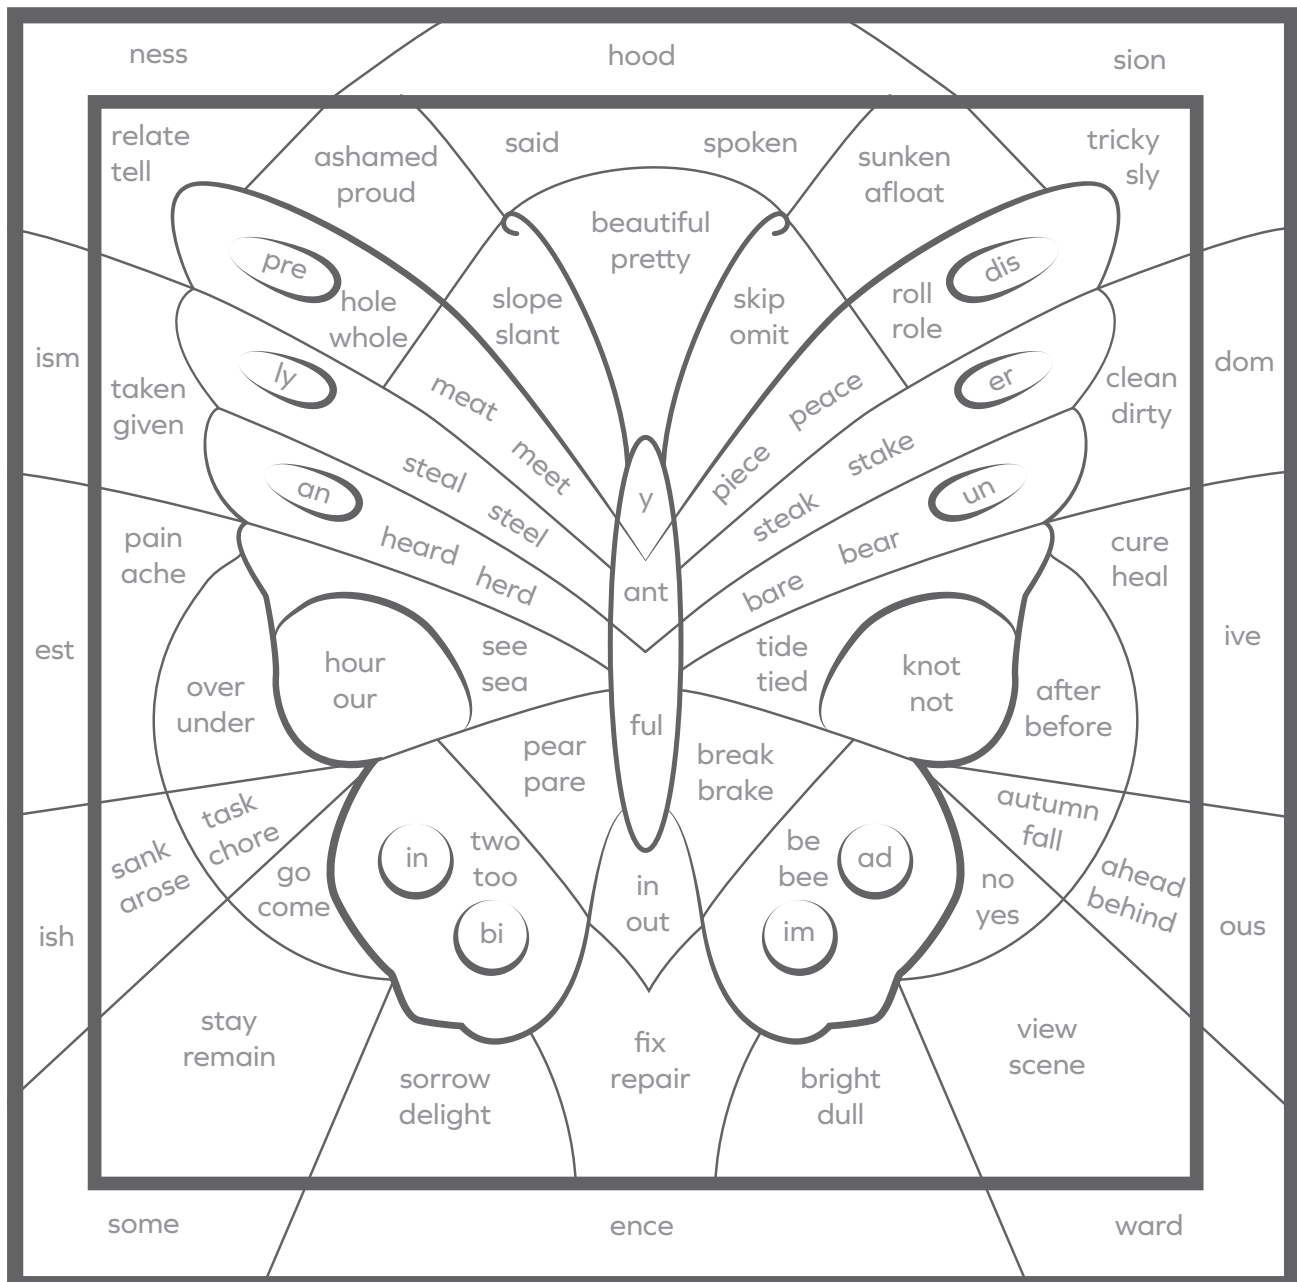 ness
hood
sion
relate
tell
ashamed
proud
said
spoken
sunken
afloat
tricky
sly
beautiful
pretty
pre
hole
whole
slope
slant
skip
omit
roll
role
dis
ism
taken
given
ly
meat
meet
piece
peace
er
clean
dirty
dom
an
steal
steel
y
steak
stake
un
pain
ache
heard
herd
ant
bare
bear
cure
heal
est
over
under
hour
our
see
sea
ful
tide
tied
knot
not
after
before
ive
pear
pare
break
brake
task
chore
sank
arose
go
come
in
two
too
bi
in
out
be
bee
ad
im
autumn
fall
no
yes
ahead
behind
ish
ous
stay
remain
sorrow
delight
fix
repair
bright
dull
view
scene
some
ence
ward